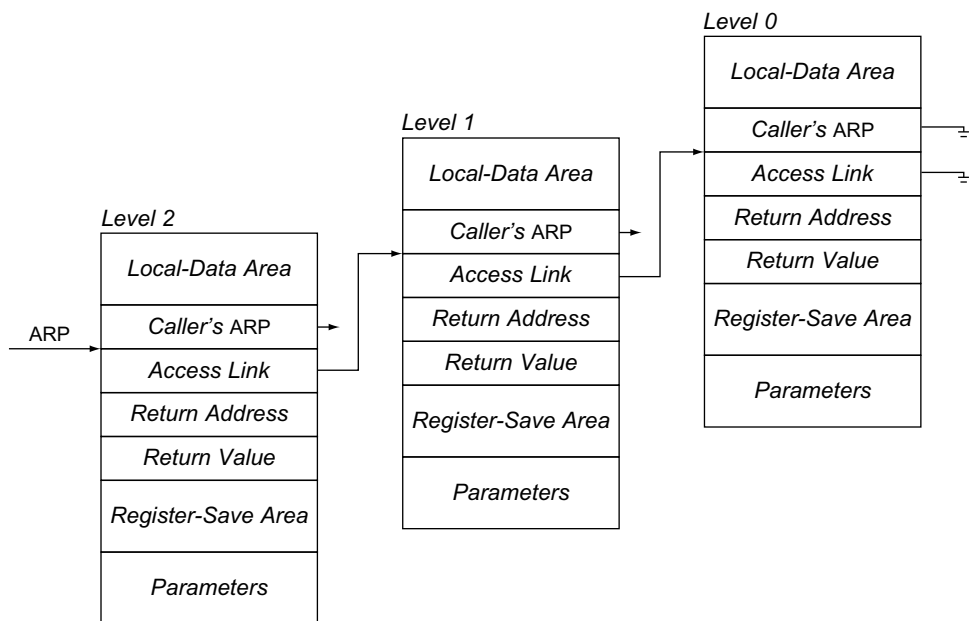 Level 0
Local-Data Area
Caller's ARP
Access Link
Return Address
Return Value
Register-Save Area
Parameters
Level 1
Local-Data Area
Caller's ARP
Access Link
Return Address
Return Value
Register-Save Area
Parameters
Level 2
Local-Data Area
Caller's ARP
Access Link
Return Address
Return Value
Register-Save Area
Parameters
ARP